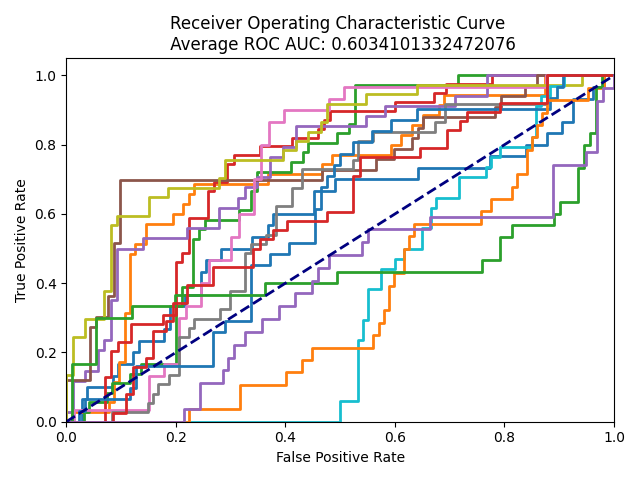 Receiver Operating Characteristic Curve
Average ROC AUC: 0.6034101332472076
1.0
0.8
0.6
0.4
0.2
0.0
True Positive Rate
0.0 0.2 0.4 0.6 0.8 1.0
False Positive Rate